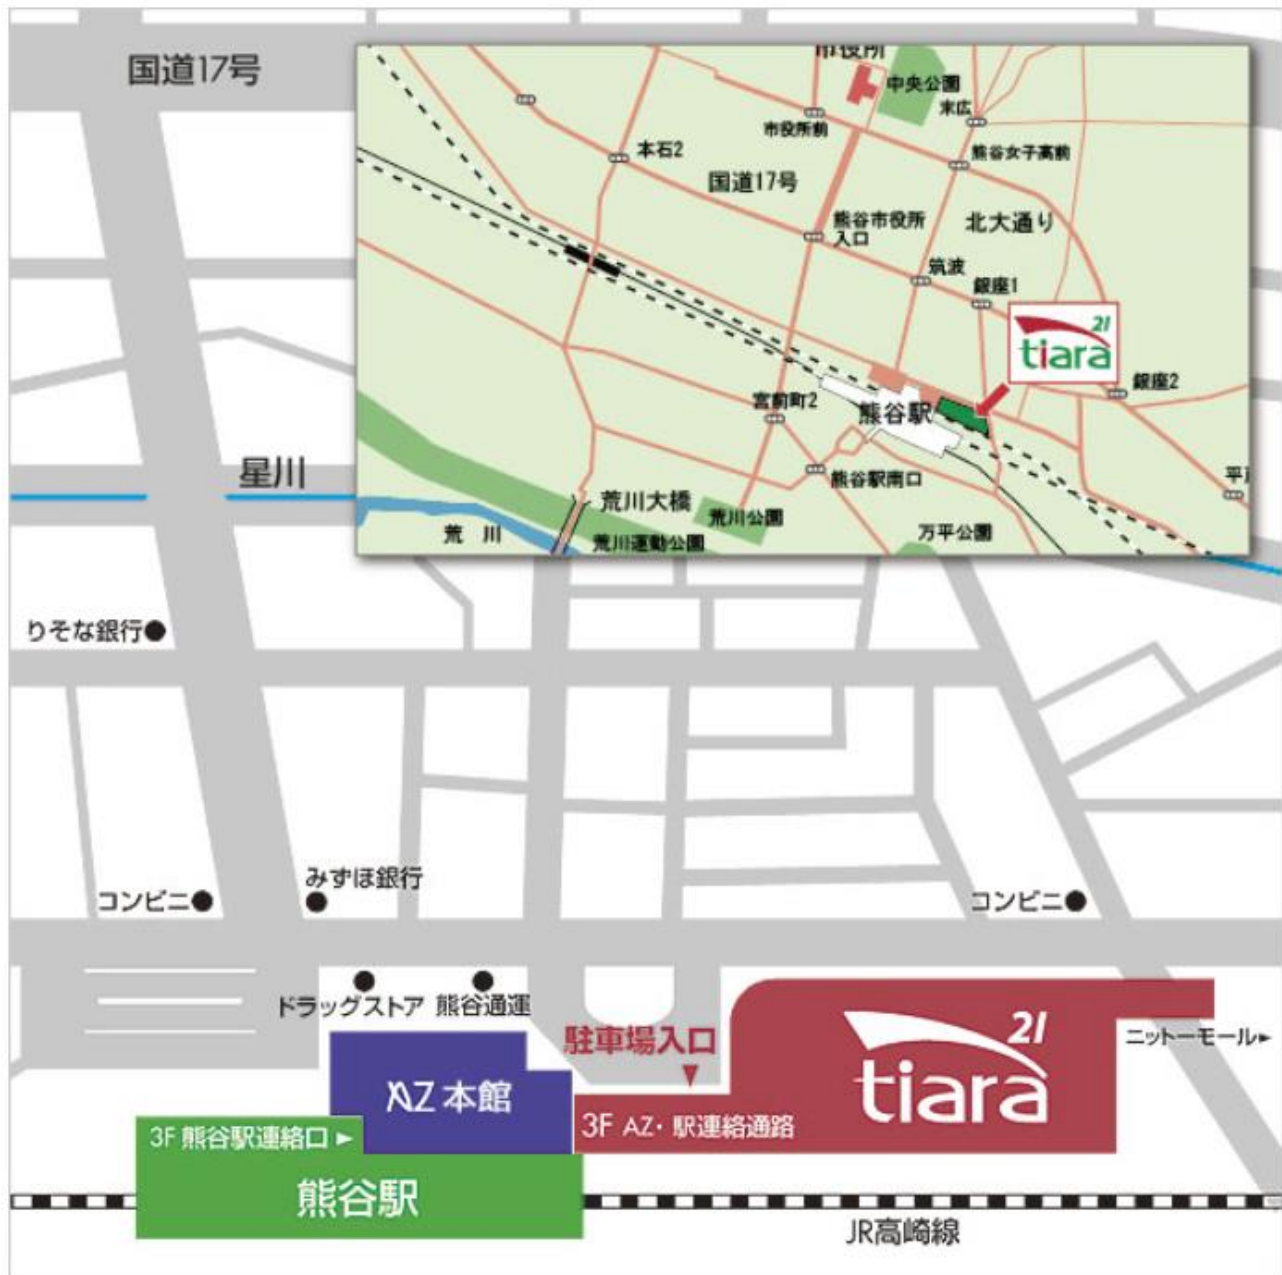 国道17号
市役所
中央公園
末広
市役所前
本石2
熊谷女子高前
国道17号
熊谷市役所
入口
北大通り
筑波
銀座1
21
tiara
銀座2
宮前町2
熊谷駅
星川
熊谷駅南口
荒川大橋
荒川公園
荒 川
荒川運動公園
万平公園
りそな銀行
みずほ銀行
コンビニ
コンビニ
ドラッグストア
熊谷通運
駐車場入口
21
tiara
ニットーモール
AZ本館
3F AZ・駅連絡通路
3F 熊谷駅連絡口
熊谷駅
JR高崎線